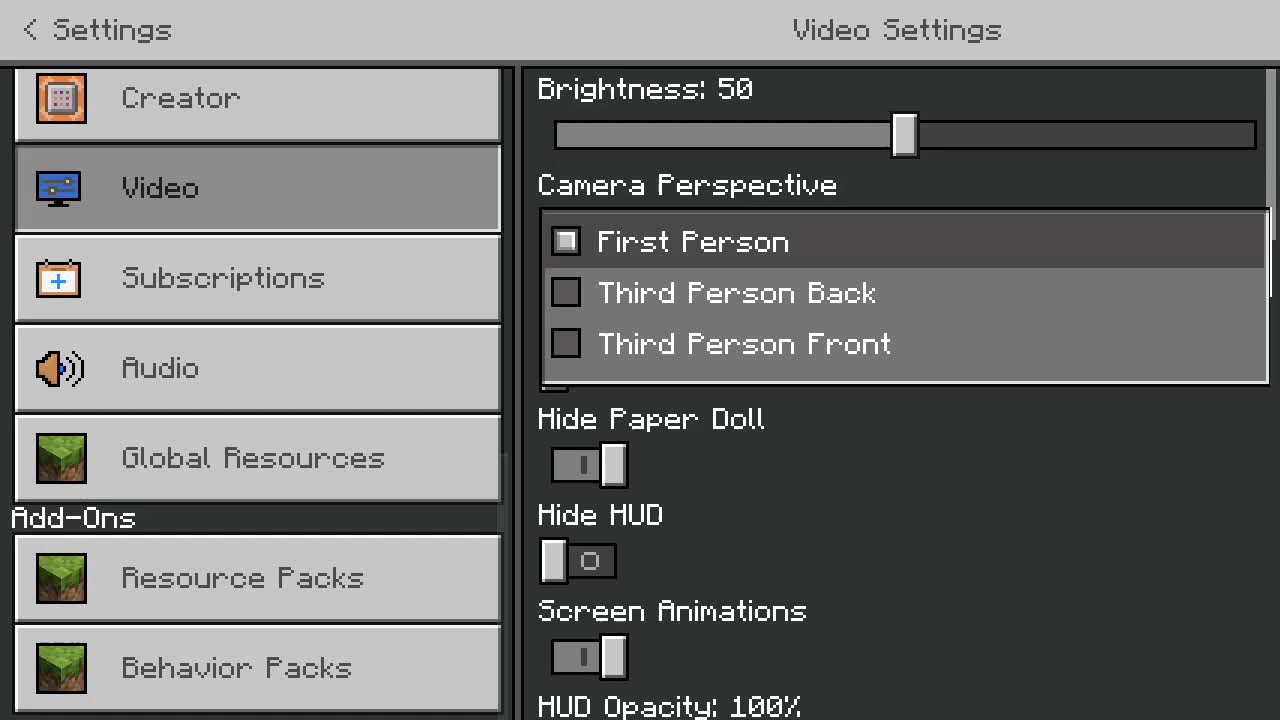 Settings
Video Settings
Creator
Video
Subscriptions
Audio
Global Resources
Add-Ons
Resource Packs
Behavior Packs
Brightness: 50
Camera Perspective
First Person
Third Person Back
Third Person Front
Hide Paper Doll
Hide HUD
Screen Animations
HUD Opacity: 100%